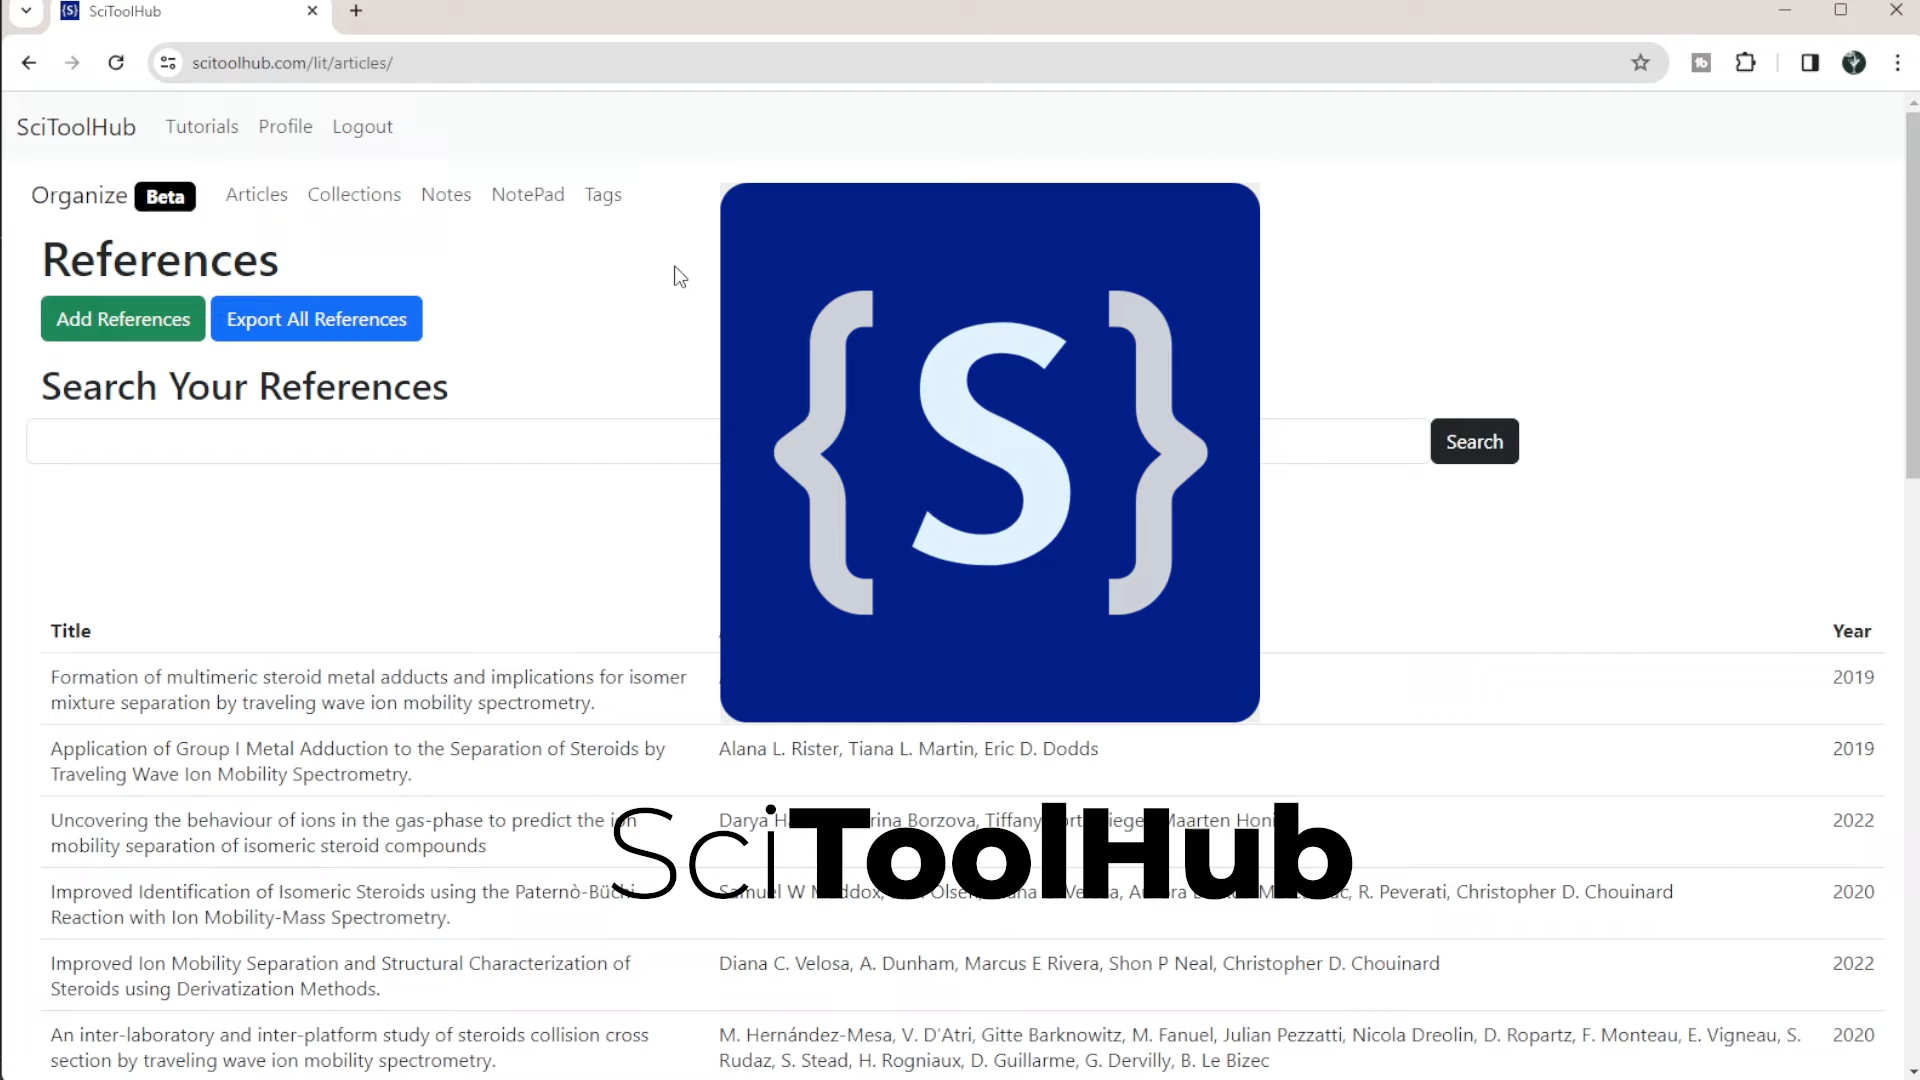 SciToolHub
scitoolhub.com/lit/articles/
SciToolHub Tutorials Profile Logout
Organize Beta Articles Collections Notes NotePad Tags
References
Add References Export All References
Search Your References
Search
{S}
Title Year
Formation of multimeric steroid metal adducts and implications for isomer 2019
mixture separation by traveling wave ion mobility spectrometry.
Application of Group I Metal Adduction to the Separation of Steroids by Alana L. Rister, Tiana L. Martin, Eric D. Dodds 2019
Traveling Wave Ion Mobility Spectrometry.
Uncovering the behaviour of ions in the gas-phase to predict the ion Darya Borzova, Tiffany Maarten 2022
mobility separation of isomeric steroid compounds
SciToolHub
Improved Identification of Isomeric Steroids using the Paternò-Büchi Samuel W R. Peverati, Christopher D. Chouinard 2020
Reaction with Ion Mobility-Mass Spectrometry.
Improved Ion Mobility Separation and Structural Characterization of Diana C. Velosa, A. Dunham, Marcus E Rivera, Shon P Neal, Christopher D. Chouinard 2022
Steroids using Derivatization Methods.
An inter-laboratory and inter-platform study of steroids collision cross M. Hernández-Mesa, V. D'Atri, Gitte Barknowitz, M. Fanuel, Julian Pezzatti, Nicola Dreolin, D. Ropartz, F. Monteau, E. Vigneau, S. 2020
section by traveling wave ion mobility spectrometry. Rudaz, S. Stead, H. Rogniaux, D. Guillarme, G. Dervilly, B. Le Bizec